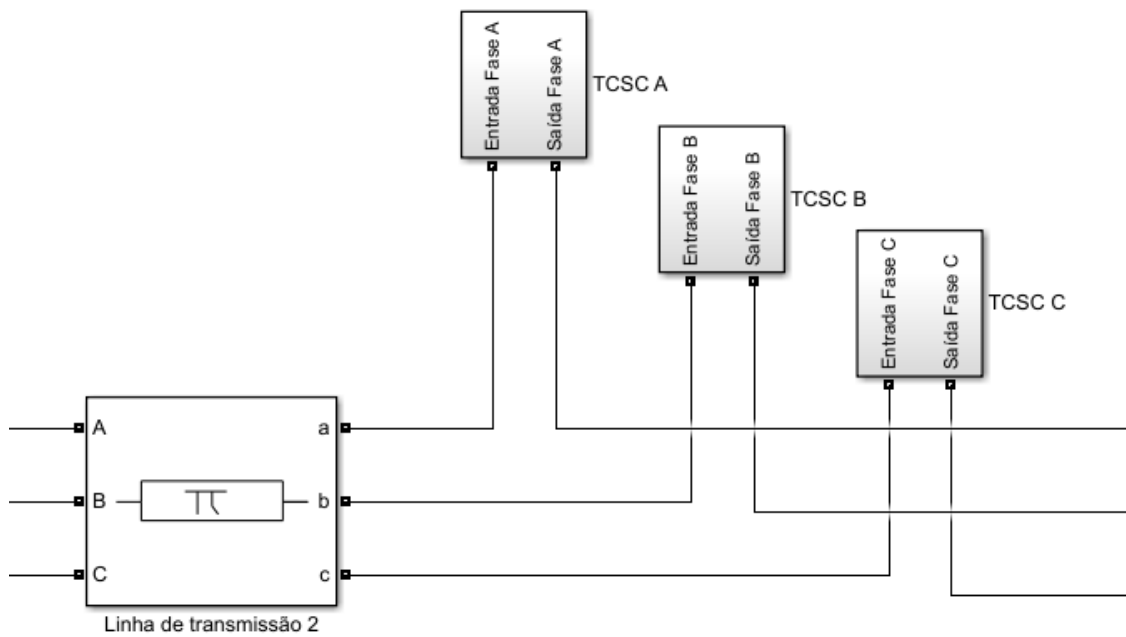 Entrada Fase A
Saída Fase A
TCSC A
Entrada Fase B
Saída Fase B
TCSC B
Entrada Fase C
Saída Fase C
TCSC C
A
a
B
b
C
c
Linha de transmissão 2